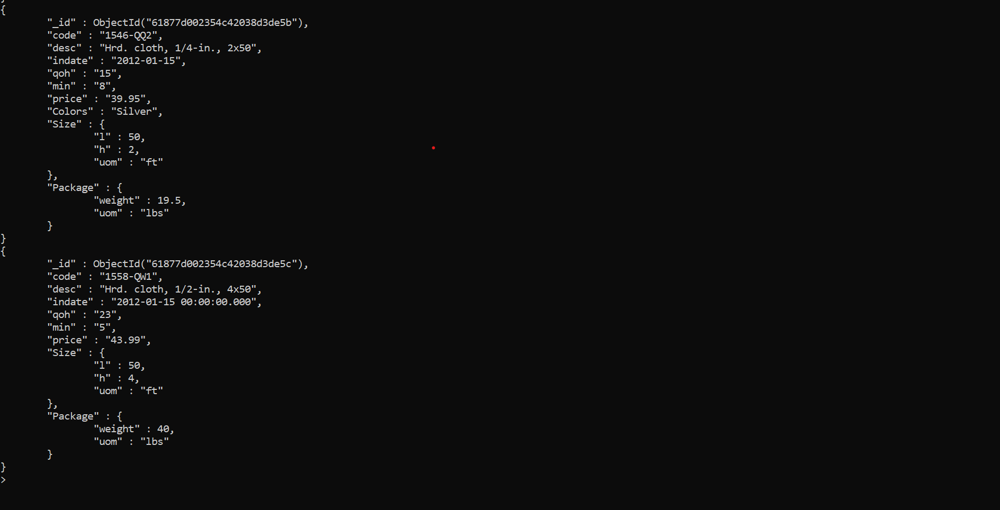 }
{
        "_id" : ObjectId("61877d002354c42038d3de5b"),
        "code" : "1546-QQ2",
        "desc" : "Hrd. cloth, 1/4-in., 2x50",
        "indate" : "2012-01-15",
        "qoh" : "15",
        "min" : "8",
        "price" : "39.95",
        "Colors" : "Silver",
        "Size" : {
                "l" : 50,
                "h" : 2,
                "uom" : "ft"
        },
        "Package" : {
                "weight" : 19.5,
                "uom" : "lbs"
        }
}
{
        "_id" : ObjectId("61877d002354c42038d3de5c"),
        "code" : "1558-QW1",
        "desc" : "Hrd. cloth, 1/2-in., 4x50",
        "indate" : "2012-01-15 00:00:00.000",
        "qoh" : "23",
        "min" : "5",
        "price" : "43.99",
        "Size" : {
                "l" : 50,
                "h" : 4,
                "uom" : "ft"
        },
        "Package" : {
                "weight" : 40,
                "uom" : "lbs"
        }
}
>